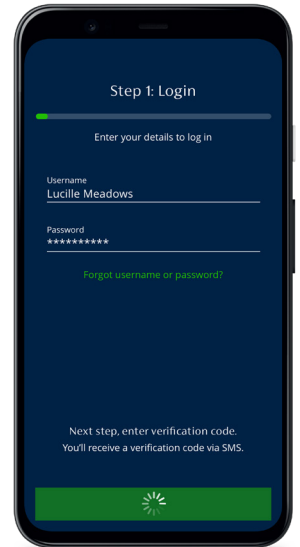 Step 1: Login
Enter your details to log in
Username
Lucille Meadows
Password
**********
Forgot username or password?
Next step, enter verification code.
You'll receive a verification code via SMS.